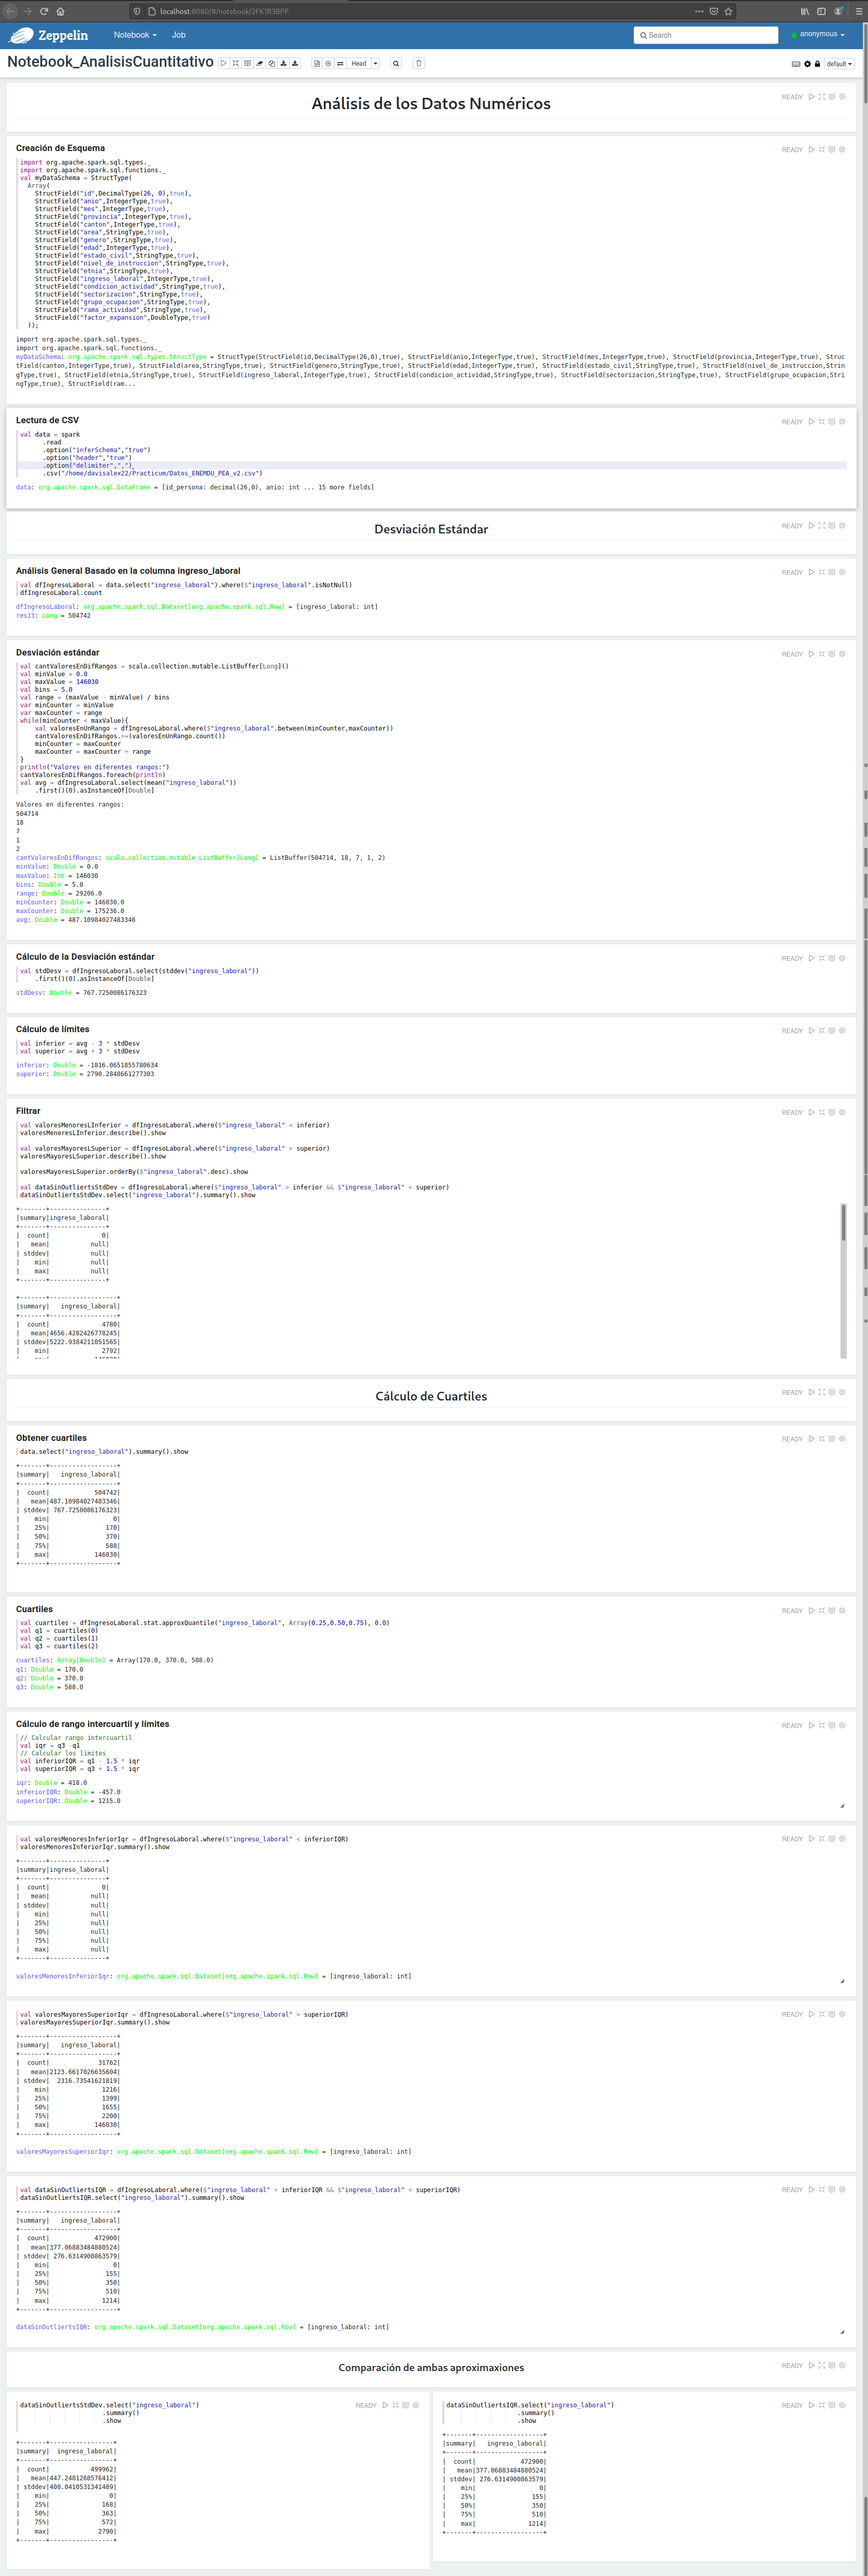 localhost:8080/#/notebook/2FK1R3BPP
Zeppelin
Notebook
Job
Search
anonymous
Notebook_AnalisisCuantitativo
Head
default
Análisis de los Datos Numéricos
READY
Creación de Esquema
READY
import org.apache.spark.sql.types._
import org.apache.spark.sql.functions._
val myDataSchema = StructType(
Array(
StructField("id",DecimalType(26, 0),true),
StructField("anio",IntegerType,true),
StructField("mes",IntegerType,true),
StructField("provincia",IntegerType,true),
StructField("canton",IntegerType,true),
StructField("area",StringType,true),
StructField("genero",StringType,true),
StructField("edad",IntegerType,true),
StructField("estado_civil",StringType,true),
StructField("nivel_de_instruccion",StringType,true),
StructField("etnia",StringType,true),
StructField("ingreso_laboral",IntegerType,true),
StructField("condicion_actividad",StringType,true),
StructField("sectorizacion",StringType,true),
StructField("grupo_ocupacion",StringType,true),
StructField("rama_actividad",StringType,true),
StructField("factor_expansion",DoubleType,true)
));
import org.apache.spark.sql.types._
import org.apache.spark.sql.functions._
myDataSchema: org.apache.spark.sql.types.StructType = StructType(StructField(id,DecimalType(26,0),true), StructField(anio,IntegerType,true), StructField(mes,IntegerType,true), StructField(provincia,IntegerType,true), Struc
tField(canton,IntegerType,true), StructField(area,StringType,true), StructField(genero,StringType,true), StructField(edad,IntegerType,true), StructField(estado_civil,StringType,true), StructField(nivel_de_instruccion,Strin
gType,true), StructField(etnia,StringType,true), StructField(ingreso_laboral,IntegerType,true), StructField(condicion_actividad,StringType,true), StructField(sectorizacion,StringType,true), StructField(grupo_ocupacion,Stri
ngType,true), StructField(ram...
Lectura de CSV
READY
val data = spark
.read
.option("inferSchema","true")
.option("header","true")
.option("delimiter",",")
.csv("/home/davisalex22/Practicum/Datos_ENEMDU_PEA_v2.csv")
data: org.apache.spark.sql.DataFrame = [id_persona: decimal(26,0), anio: int ... 15 more fields]
Desviación Estándar
READY
Análisis General Basado en la columna ingreso_laboral
READY
val dfIngresoLaboral = data.select("ingreso_laboral").where($"ingreso_laboral".isNotNull)
dfIngresoLaboral.count
dfIngresoLaboral: org.apache.spark.sql.Dataset[org.apache.spark.sql.Row] = [ingreso_laboral: int]
res13: Long = 504742
Desviación estándar
READY
val cantValoresEnDifRangos = scala.collection.mutable.ListBuffer[Long]()
val minValue = 0.0
val maxValue = 146030
val bins = 5.0
val range = (maxValue - minValue) / bins
var minCounter = minValue
var maxCounter = range
while(minCounter < maxValue){
val valoresEnUnRango = dfIngresoLaboral.where($"ingreso_laboral".between(minCounter,maxCounter))
cantValoresEnDifRangos.+=(valoresEnUnRango.count())
minCounter = maxCounter
maxCounter = maxCounter + range
}
println("Valores en diferentes rangos:")
cantValoresEnDifRangos.foreach(println)
val avg = dfIngresoLaboral.select(mean("ingreso_laboral"))
.first()(0).asInstanceOf[Double]
Valores en diferentes rangos:
504714
18
7
1
2
cantValoresEnDifRangos: scala.collection.mutable.ListBuffer[Long] = ListBuffer(504714, 18, 7, 1, 2)
minValue: Double = 0.0
maxValue: Int = 146030
bins: Double = 5.0
range: Double = 29206.0
minCounter: Double = 146030.0
maxCounter: Double = 175236.0
avg: Double = 487.10984027483346
Cálculo de la Desviación estándar
READY
val stdDesv = dfIngresoLaboral.select(stddev("ingreso_laboral"))
.first()(0).asInstanceOf[Double]
stdDesv: Double = 767.7250086176323
Cálculo de límites
READY
val inferior = avg - 3 * stdDesv
val superior = avg + 3 * stdDesv
inferior: Double = -1816.0651855780634
superior: Double = 2790.2848661277303
Filtrar
READY
val valoresMenoresLInferior = dfIngresoLaboral.where($"ingreso_laboral" < inferior)
valoresMenoresLInferior.describe().show
val valoresMayoresLSuperior = dfIngresoLaboral.where($"ingreso_laboral" > superior)
valoresMayoresLSuperior.describe().show
valoresMayoresLSuperior.orderBy($"ingreso_laboral".desc).show
val dataSinOutliertsStdDev = dfIngresoLaboral.where($"ingreso_laboral" > inferior && $"ingreso_laboral" < superior)
dataSinOutliertsStdDev.select("ingreso_laboral").summary().show
+-------+---------------+
|summary|ingreso_laboral|
+-------+---------------+
| count| 0|
| mean| null|
| stddev| null|
| min| null|
| max| null|
+-------+---------------+
+-------+------------------+
|summary| ingreso_laboral|
+-------+------------------+
| count| 4780|
| mean|4656.4282426778245|
| stddev|5222.9384211051565|
| min| 2792|
| max| 146030|
Cálculo de Cuartiles
READY
Obtener cuartiles
READY
data.select("ingreso_laboral").summary().show
+-------+------------------+
|summary| ingreso_laboral|
+-------+------------------+
| count| 504742|
| mean|487.10984027483346|
| stddev| 767.7250086176323|
| min| 0|
| 25%| 170|
| 50%| 370|
| 75%| 588|
| max| 146030|
+-------+------------------+
Cuartiles
READY
val cuartiles = dfIngresoLaboral.stat.approxQuantile("ingreso_laboral", Array(0.25,0.50,0.75), 0.0)
val q1 = cuartiles(0)
val q2 = cuartiles(1)
val q3 = cuartiles(2)
cuartiles: Array[Double] = Array(170.0, 370.0, 588.0)
q1: Double = 170.0
q2: Double = 370.0
q3: Double = 588.0
Cálculo de rango intercuartil y límites
READY
// Calcular rango intercuartil
val iqr = q3 -q1
// Calcular los límites
val inferiorIQR = q1 - 1.5 * iqr
val superiorIQR = q3 + 1.5 * iqr
iqr: Double = 418.0
inferiorIQR: Double = -457.0
superiorIQR: Double = 1215.0
READY
val valoresMenoresInferiorIqr = dfIngresoLaboral.where($"ingreso_laboral" < inferiorIQR)
valoresMenoresInferiorIqr.summary().show
+-------+---------------+
|summary|ingreso_laboral|
+-------+---------------+
| count| 0|
| mean| null|
| stddev| null|
| min| null|
| 25%| null|
| 50%| null|
| 75%| null|
| max| null|
+-------+---------------+
valoresMenoresInferiorIqr: org.apache.spark.sql.Dataset[org.apache.spark.sql.Row] = [ingreso_laboral: int]
READY
val valoresMayoresSuperiorIqr = dfIngresoLaboral.where($"ingreso_laboral" > superiorIQR)
valoresMayoresSuperiorIqr.summary().show
+-------+------------------+
|summary| ingreso_laboral|
+-------+------------------+
| count| 31762|
| mean|2123.6617026635604|
| stddev| 2316.73541621819|
| min| 1216|
| 25%| 1399|
| 50%| 1655|
| 75%| 2200|
| max| 146030|
+-------+------------------+
valoresMayoresSuperiorIqr: org.apache.spark.sql.Dataset[org.apache.spark.sql.Row] = [ingreso_laboral: int]
READY
val dataSinOutliertsIQR = dfIngresoLaboral.where($"ingreso_laboral" > inferiorIQR && $"ingreso_laboral" < superiorIQR)
dataSinOutliertsIQR.select("ingreso_laboral").summary().show
+-------+------------------+
|summary| ingreso_laboral|
+-------+------------------+
| count| 472900|
| mean|377.06883484880524|
| stddev| 276.6314900863579|
| min| 0|
| 25%| 155|
| 50%| 350|
| 75%| 510|
| max| 1214|
+-------+------------------+
dataSinOutliertsIQR: org.apache.spark.sql.Dataset[org.apache.spark.sql.Row] = [ingreso_laboral: int]
Comparación de ambas aproximaxiones
READY
dataSinOutliertsStdDev.select("ingreso_laboral")
READY
.summary()
.show
+-------+-----------------+
|summary| ingreso_laboral|
+-------+-----------------+
| count| 499962|
| mean|447.2481268576412|
| stddev|408.0410531341489|
| min| 0|
| 25%| 168|
| 50%| 363|
| 75%| 572|
| max| 2790|
+-------+-----------------+
dataSinOutliertsIQR.select("ingreso_laboral")
READY
.summary()
.show
+-------+------------------+
|summary| ingreso_laboral|
+-------+------------------+
| count| 472900|
| mean|377.06883484880524|
| stddev| 276.6314900863579|
| min| 0|
| 25%| 155|
| 50%| 350|
| 75%| 510|
| max| 1214|
+-------+------------------+